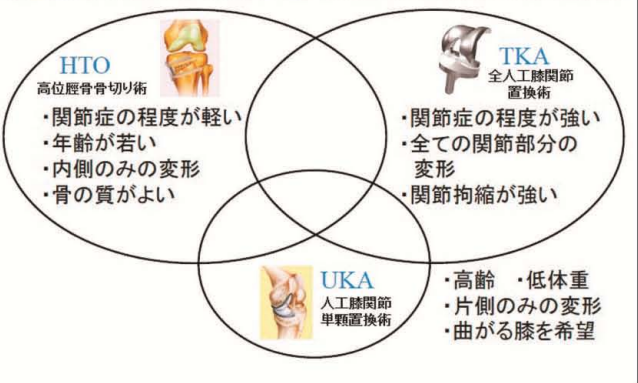 HTO
高位脛骨骨切り術
・関節症の程度が軽い
・年齢が若い
・内側のみの変形
・骨の質がよい
TKA
全人工膝関節
置換術
・関節症の程度が強い
・全ての関節部分の
変形
・関節拘縮が強い
UKA
人工膝関節
単顆置換術
・高齢 ・低体重
・片側のみの変形
・曲がる膝を希望